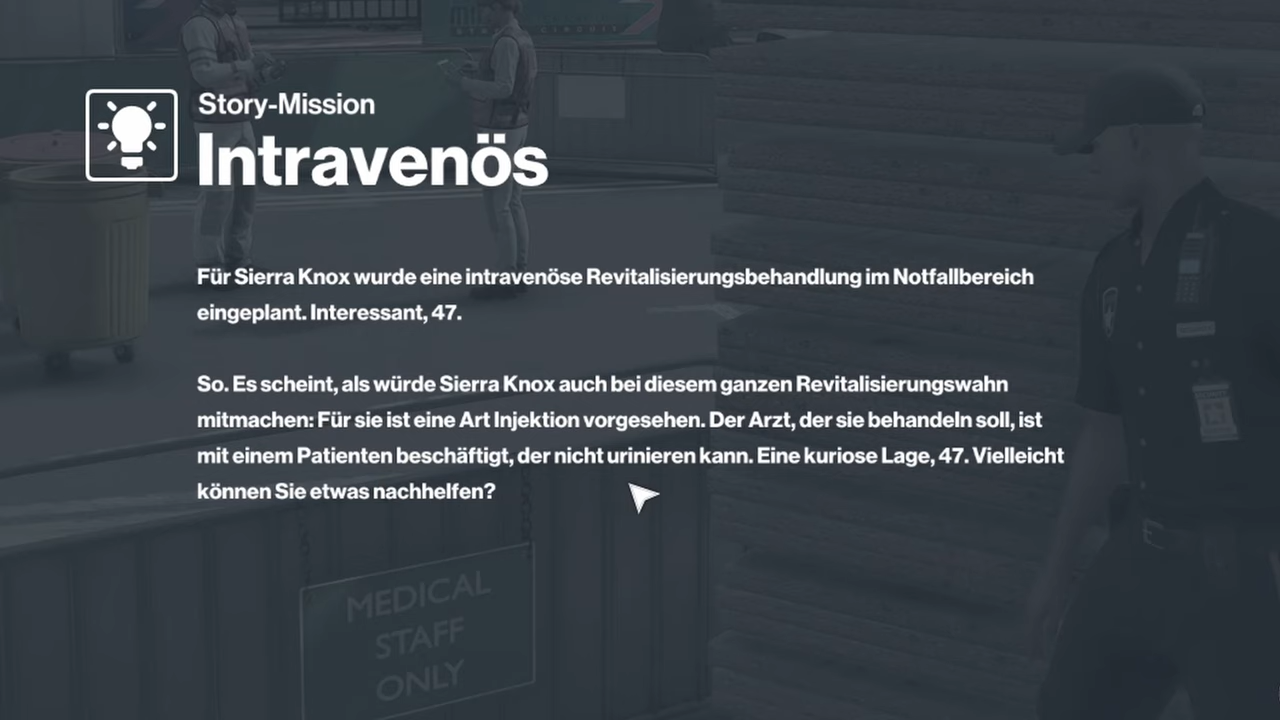 Story-Mission
Intravenös
Für Sierra Knox wurde eine intravenöse Revitalisierungsbehandlung im Notfallbereich
eingeplant. Interessant, 47.
So. Es scheint, als würde Sierra Knox auch bei diesem ganzen Revitalisierungswahn
mitmachen: Für sie ist eine Art Injektion vorgesehen. Der Arzt, der sie behandeln soll, ist
mit einem Patienten beschäftigt, der nicht urinieren kann. Eine kuriose Lage, 47. Vielleicht
können Sie etwas nachhelfen?
MEDICAL
STAFF
ONLY